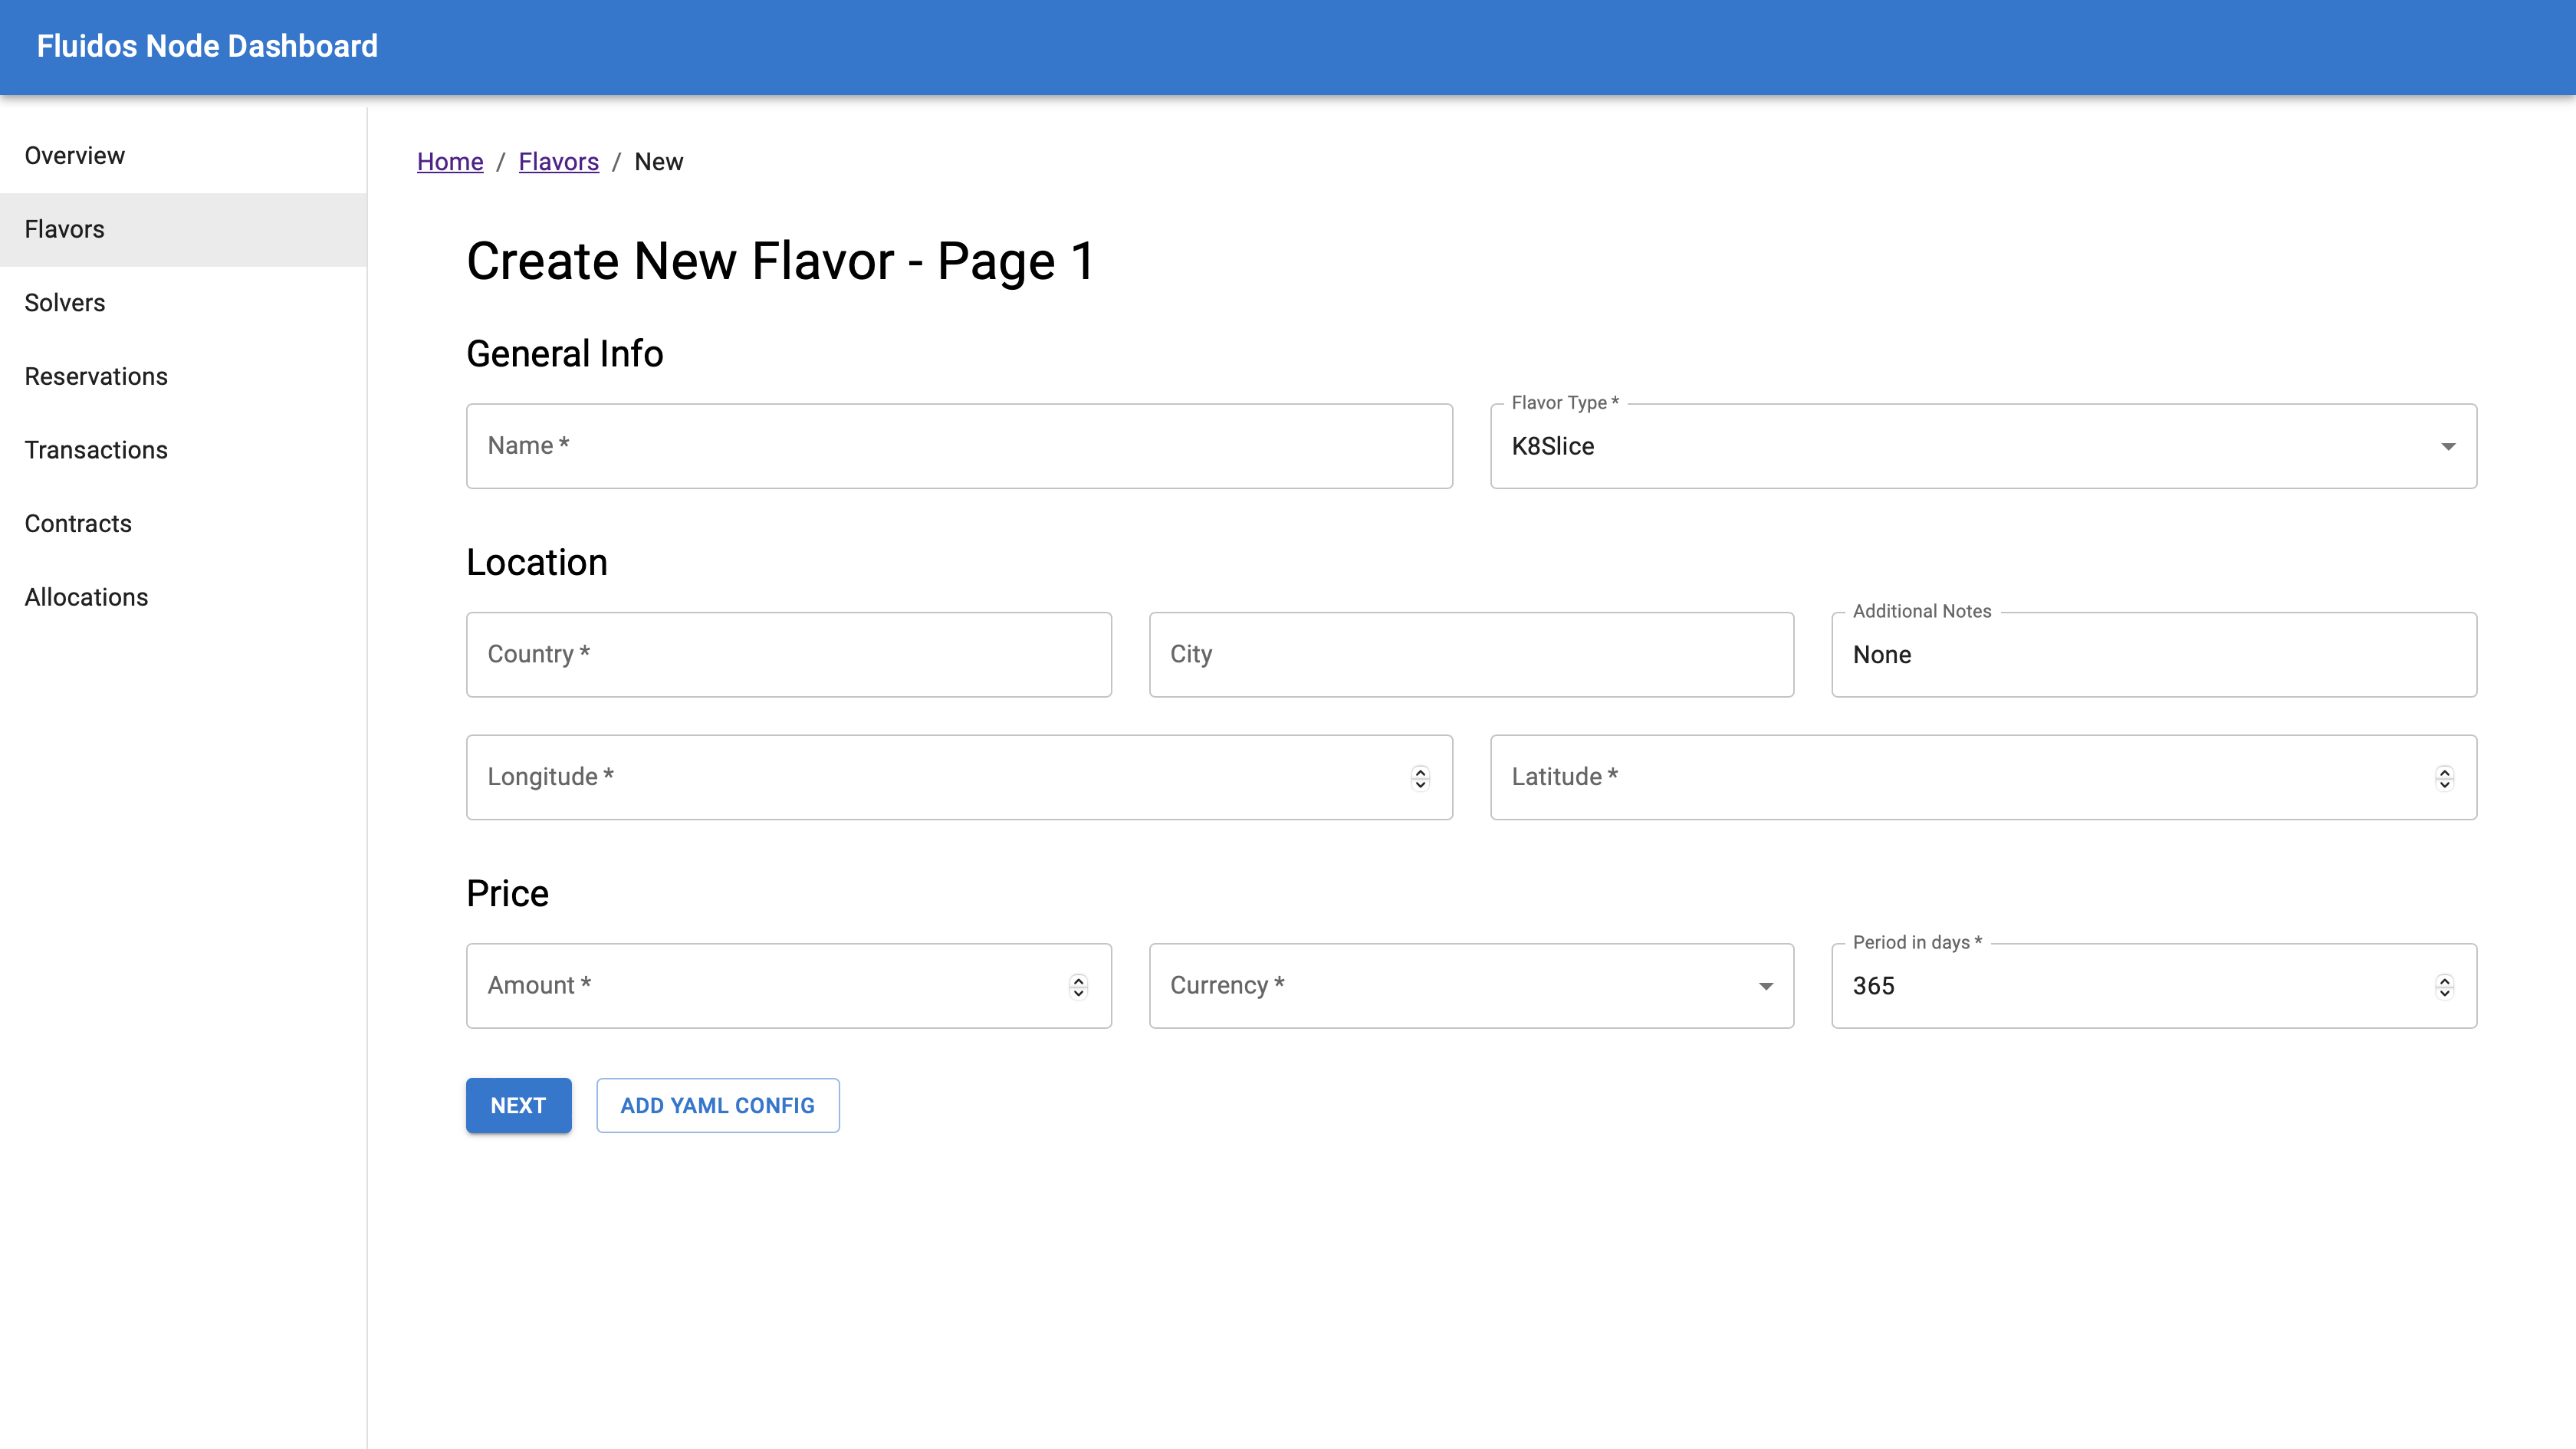 Fluidos Node Dashboard
Overview
Flavors
Solvers
Reservations
Transactions
Contracts
Allocations
Home / Flavors / New
Create New Flavor - Page 1
General Info
Name *
Flavor Type *
K8Slice
Location
Country *
City
Additional Notes
None
Longitude *
Latitude *
Price
Amount *
Currency *
Period in days *
365
NEXT
ADD YAML CONFIG